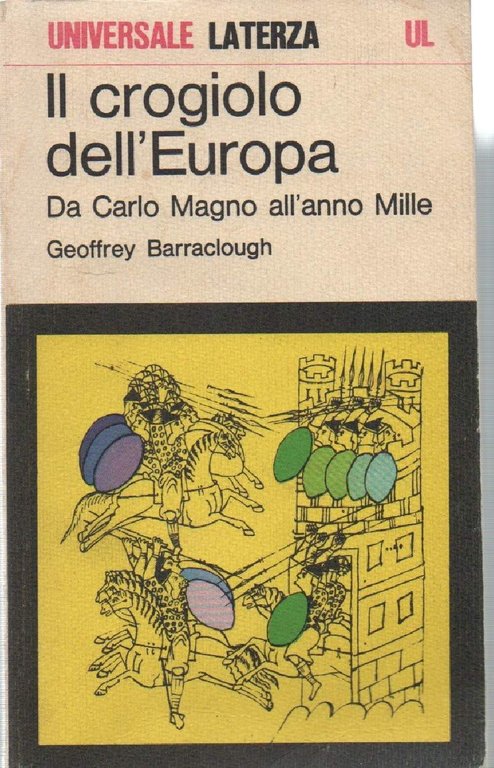 UNIVERSALE LATERZA UL
Il crogiolo
dell'Europa
Da Carlo Magno all'anno Mille
Geoffrey Barraclough